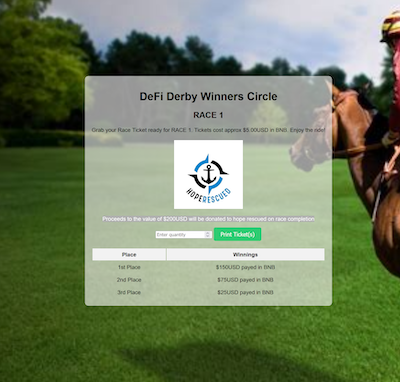 DeFi Derby Winners Circle
RACE 1
Grab your Race Ticket ready for RACE 1. Tickets cost approx $5.00USD in BNB. Enjoy the ride!
HOPERESCUED
Proceeds to the value of $200USD will be donated to hope rescued on race completion
Enter quantity Print Ticket(s)
Place Winnings
1st Place $150USD payed in BNB
2nd Place $75USD payed in BNB
3rd Place $25USD payed in BNB